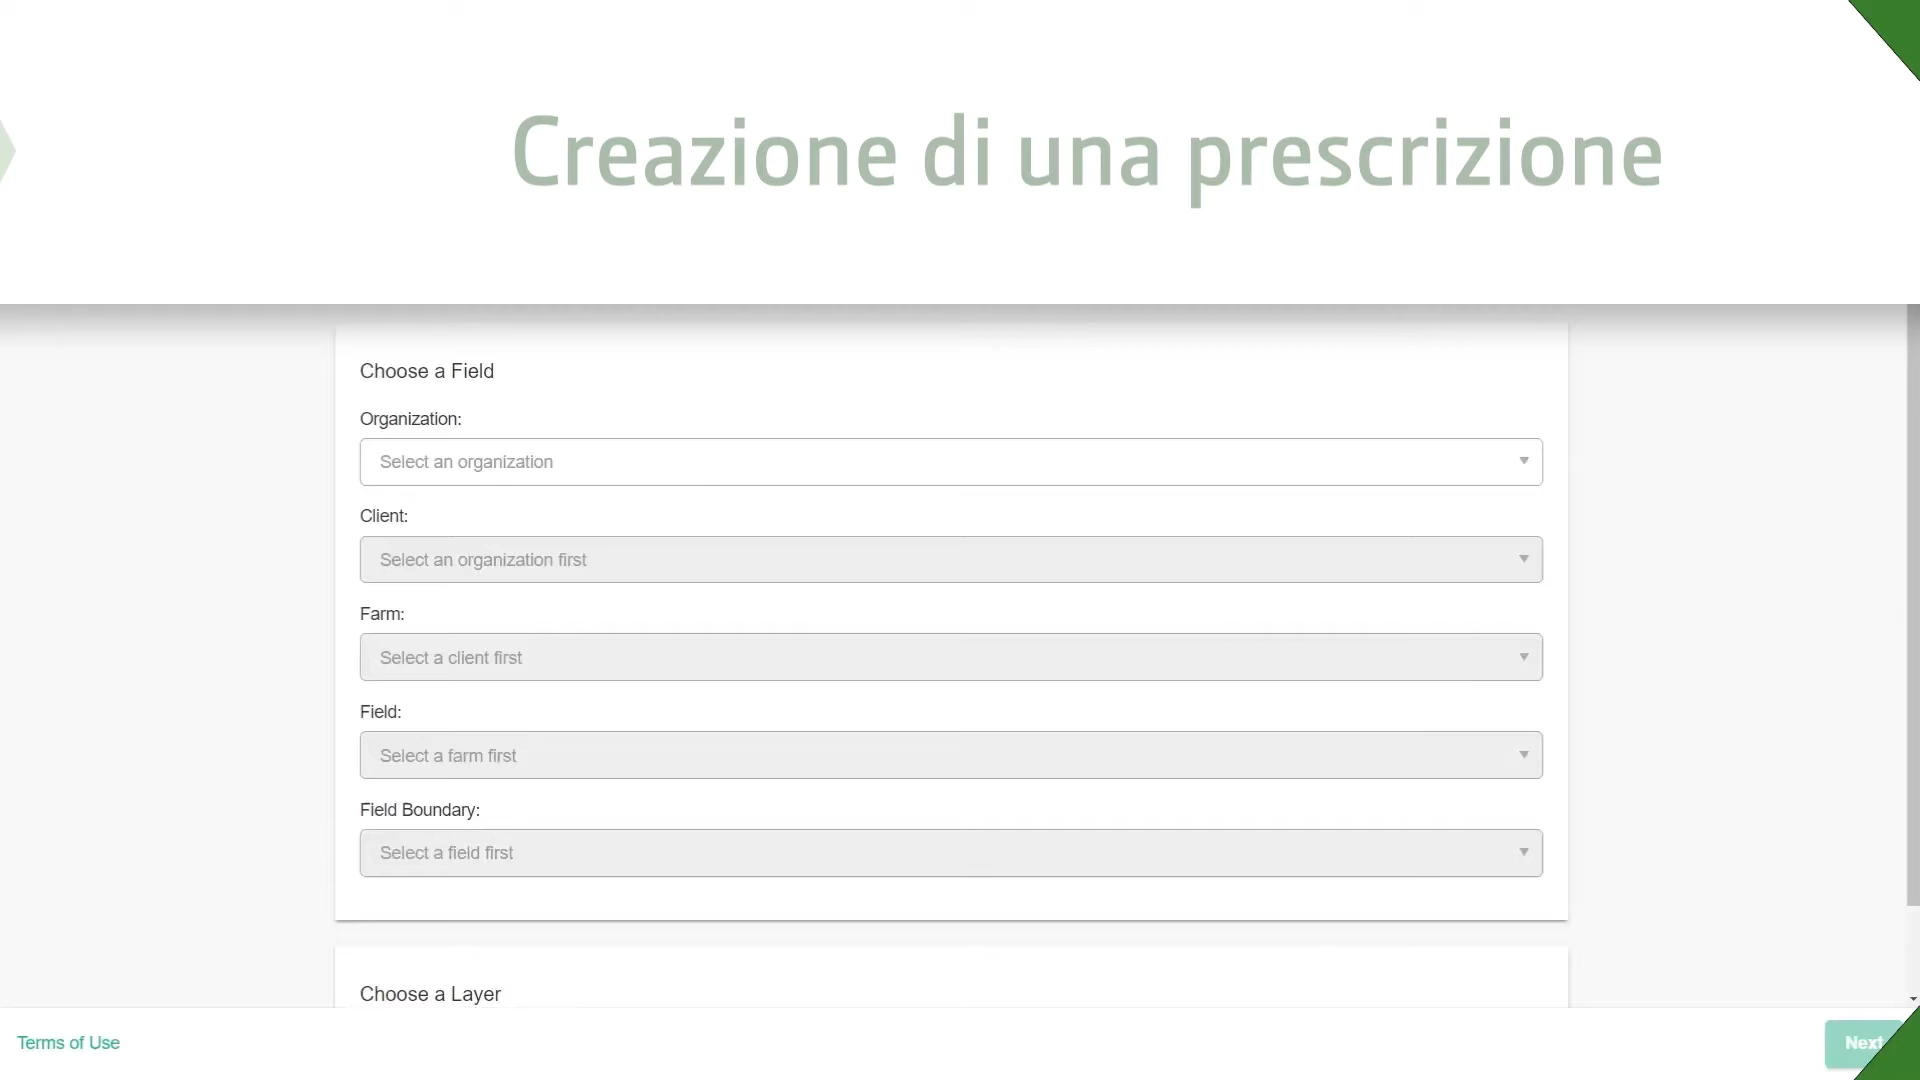 Creazione di una prescrizione
Choose a Field
Organization:
Select an organization
Client:
Select an organization first
Farm:
Select a client first
Field:
Select a farm first
Field Boundary:
Select a field first
Choose a Layer
Terms of Use
Next